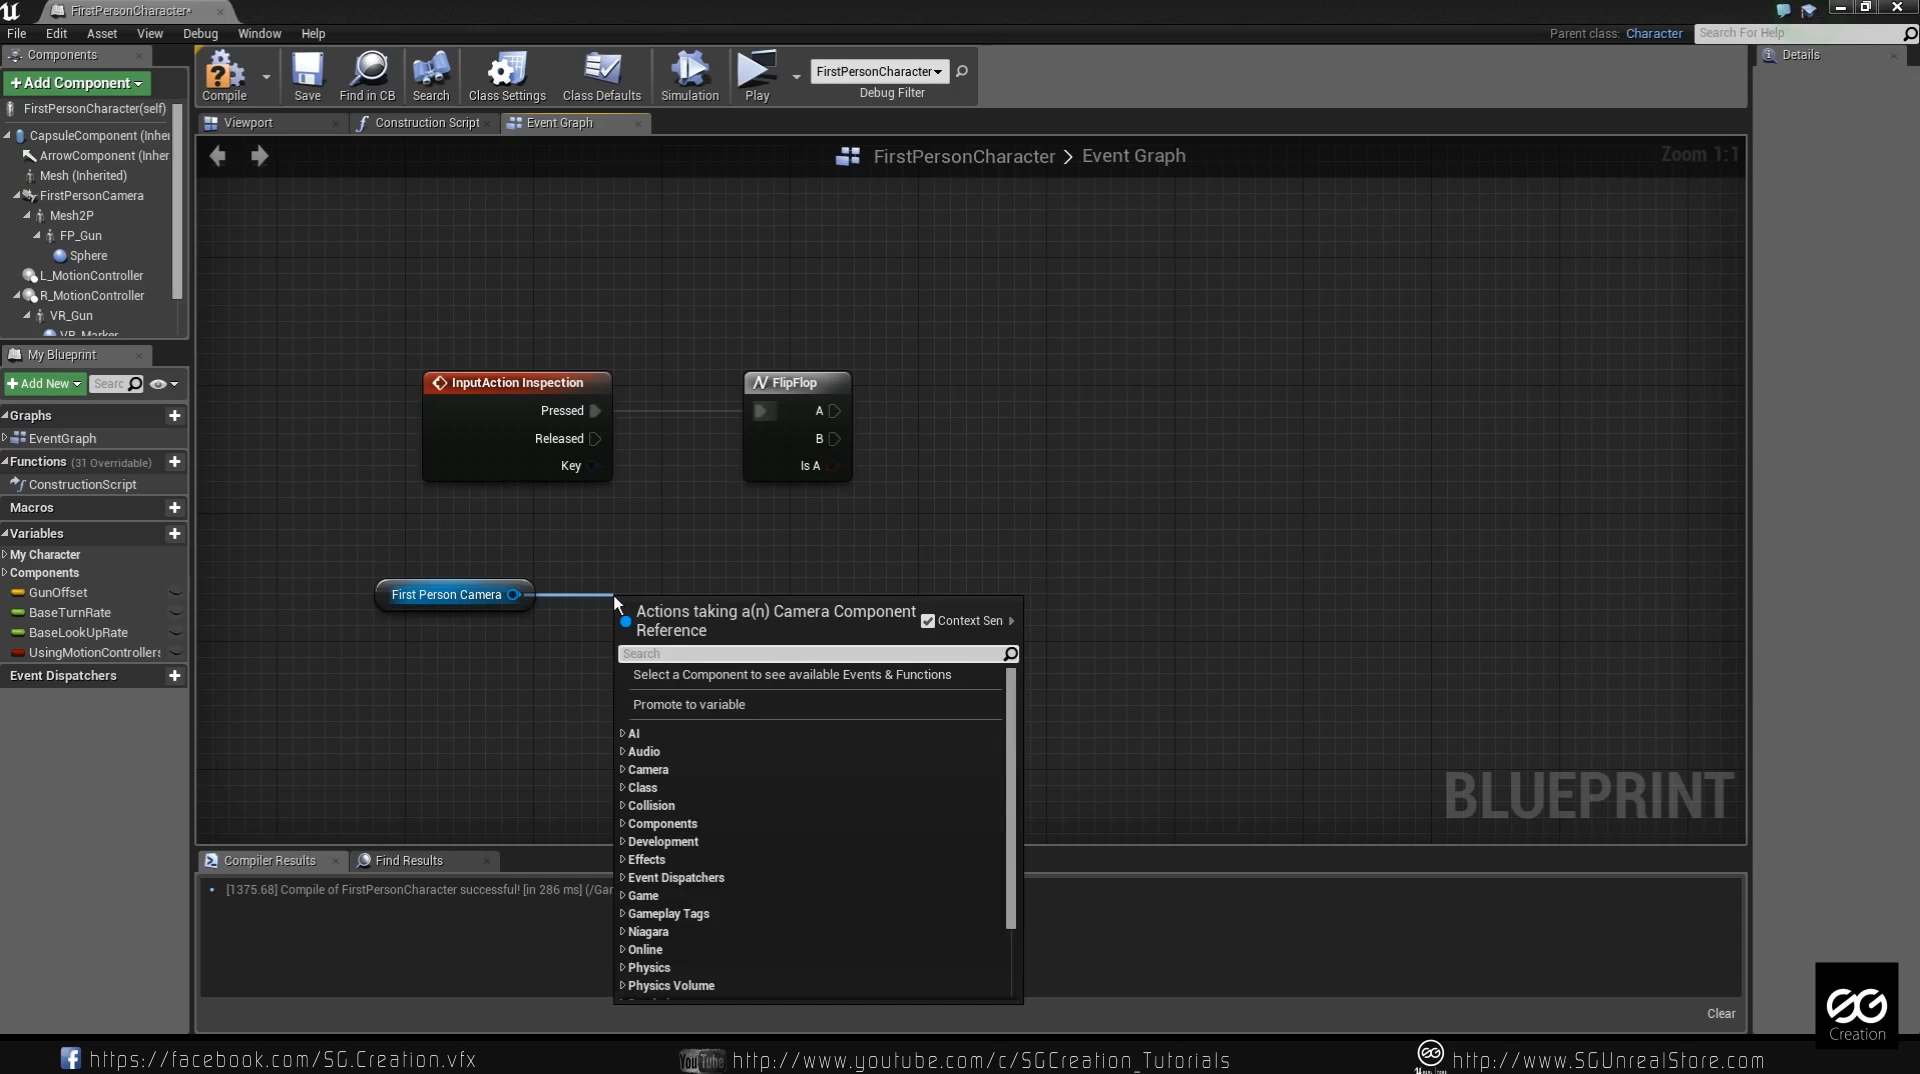 FirstPersonCharacter*
File Edit Asset View Debug Window Help
Parent class: Character
Search For Help
Components
+Add Component
FirstPersonCharacter(self)
CapsuleComponent (Inher
ArrowComponent (Inher
Mesh (Inherited)
FirstPersonCamera
Mesh2P
FP_Gun
Sphere
L_MotionController
R_MotionController
VR_Gun
VR_Marker
Compile
Save
Find in CB
Search
Class Settings
Class Defaults
Simulation
Play
FirstPersonCharacter
Debug Filter
Details
Viewport
Construction Script
Event Graph
FirstPersonCharacter > Event Graph
Zoom 1:1
My Blueprint
+Add New
Searc
Graphs
EventGraph
Functions (31 Overridable)
ConstructionScript
Macros
Variables
My Character
Components
GunOffset
BaseTurnRate
BaseLookUpRate
UsingMotionControllers
Event Dispatchers
InputAction Inspection
Pressed
Released
Key
FlipFlop
A
B
Is A
First Person Camera
Actions taking a(n) Camera Component
Reference
Context Sen
Search
Select a Component to see available Events & Functions
Promote to variable
AI
Audio
Camera
Class
Collision
Components
Development
Effects
Event Dispatchers
Game
Gameplay Tags
Niagara
Online
Physics
Physics Volume
BLUEPRINT
Compiler Results
Find Results
[1375.68] Compile of FirstPersonCharacter successful! [in 286 ms] (/Gar
Clear
SG
Creation
https://facebook.com/SG.Creation.vfx
YouTube
http://www.youtube.com/c/SGCreation_Tutorials
http://www.SGUnrealStore.com